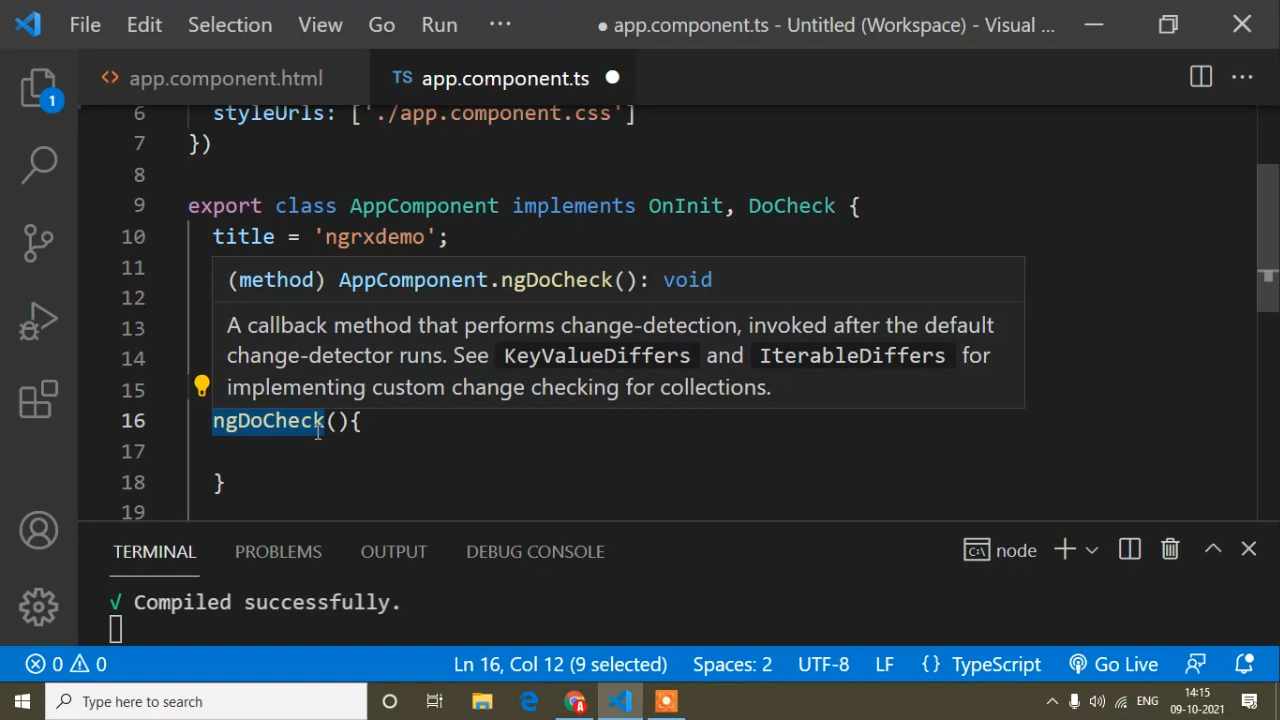 File Edit Selection View Go Run ··· ● app.component.ts - Untitled (Workspace) - Visual ...
<> app.component.html TS app.component.ts ●
1
6 styleUrls: ['./app.component.css']
7 })
8
9 export class AppComponent implements OnInit, DoCheck {
10 title = 'ngrxdemo';
11
(method) AppComponent.ngDoCheck(): void
12
13 A callback method that performs change-detection, invoked after the default
14 change-detector runs. See KeyValueDiffers and IterableDiffers for
15 implementing custom change checking for collections.
16 ngDoCheck(){
17
18 }
19
TERMINAL PROBLEMS OUTPUT DEBUG CONSOLE node
√ Compiled successfully.
0 0 Ln 16, Col 12 (9 selected) Spaces: 2 UTF-8 LF {} TypeScript Go Live
Type here to search ENG 14:15
09-10-2021